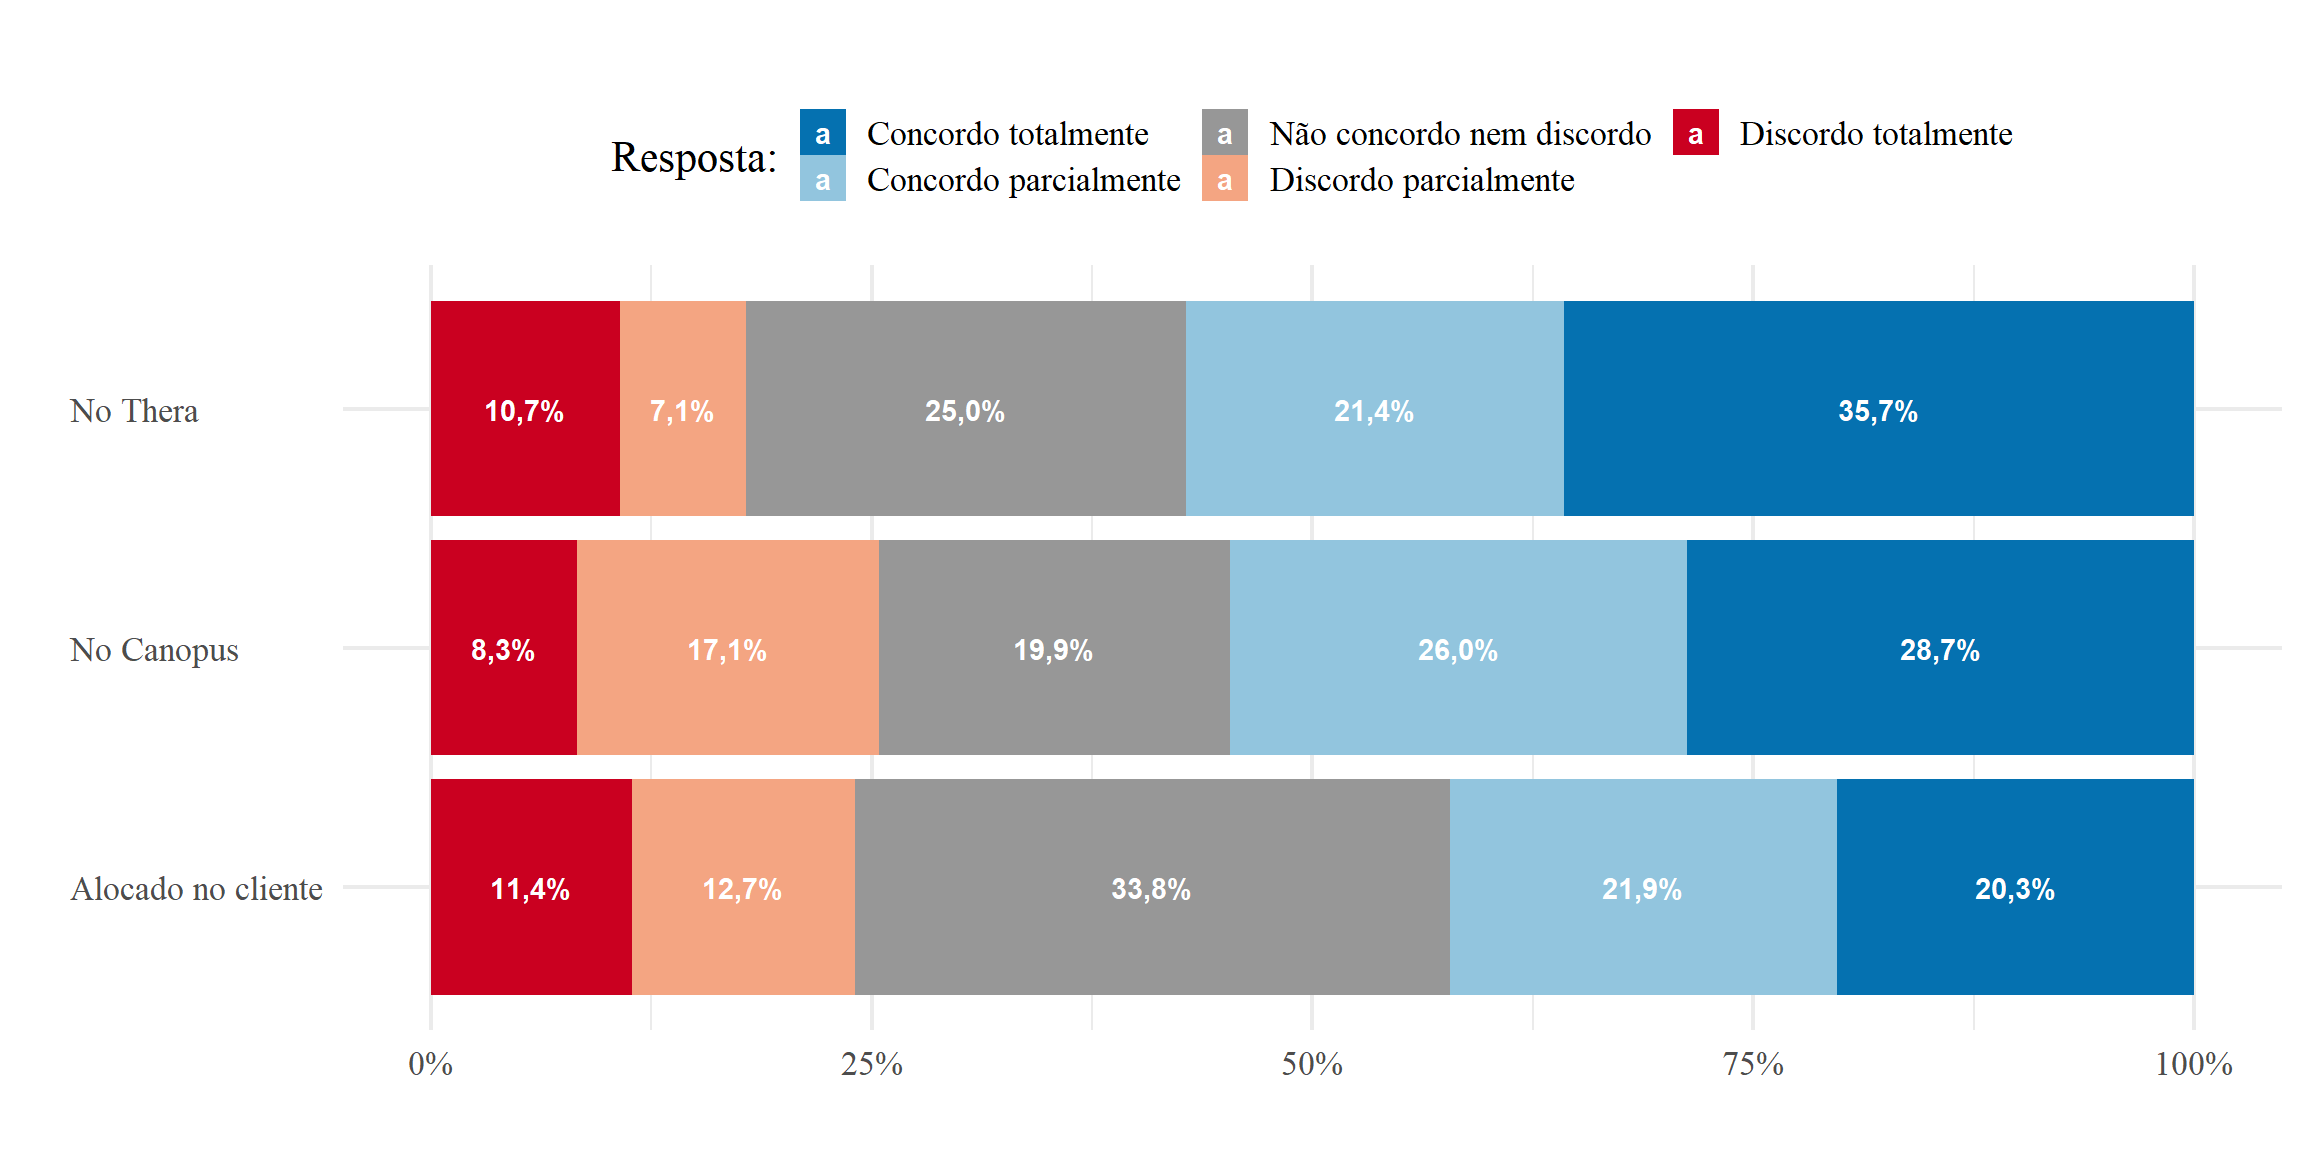 Resposta:
a Concordo totalmente a Não concordo nem discordo a Discordo totalmente
a Concordo parcialmente a Discordo parcialmente
No Thera 10,7% 7,1% 25,0% 21,4% 35,7%
No Canopus 8,3% 17,1% 19,9% 26,0% 28,7%
Alocado no cliente 11,4% 12,7% 33,8% 21,9% 20,3%
0% 25% 50% 75% 100%